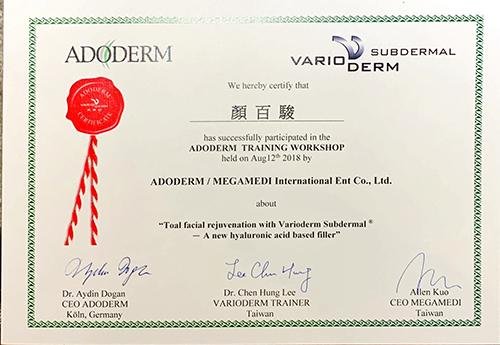 ADODERM
VARIODERM SUBDERMAL
We hereby certify that
顏百駿
has successfully participated in the
ADODERM TRAINING WORKSHOP
held on Aug12th 2018 by
ADODERM / MEGAMEDI International Ent Co., Ltd.
about
“Toal facial rejuvenation with Varioderm Subdermal ®
— A new hyaluronic acid based filler”
ADODERM
CERTIFICATE
Dr. Aydin Dogan
CEO ADODERM
Köln, Germany
Dr. Chen Hung Lee
VARIODERM TRAINER
Taiwan
Allen Kuo
CEO MEGAMEDI
Taiwan